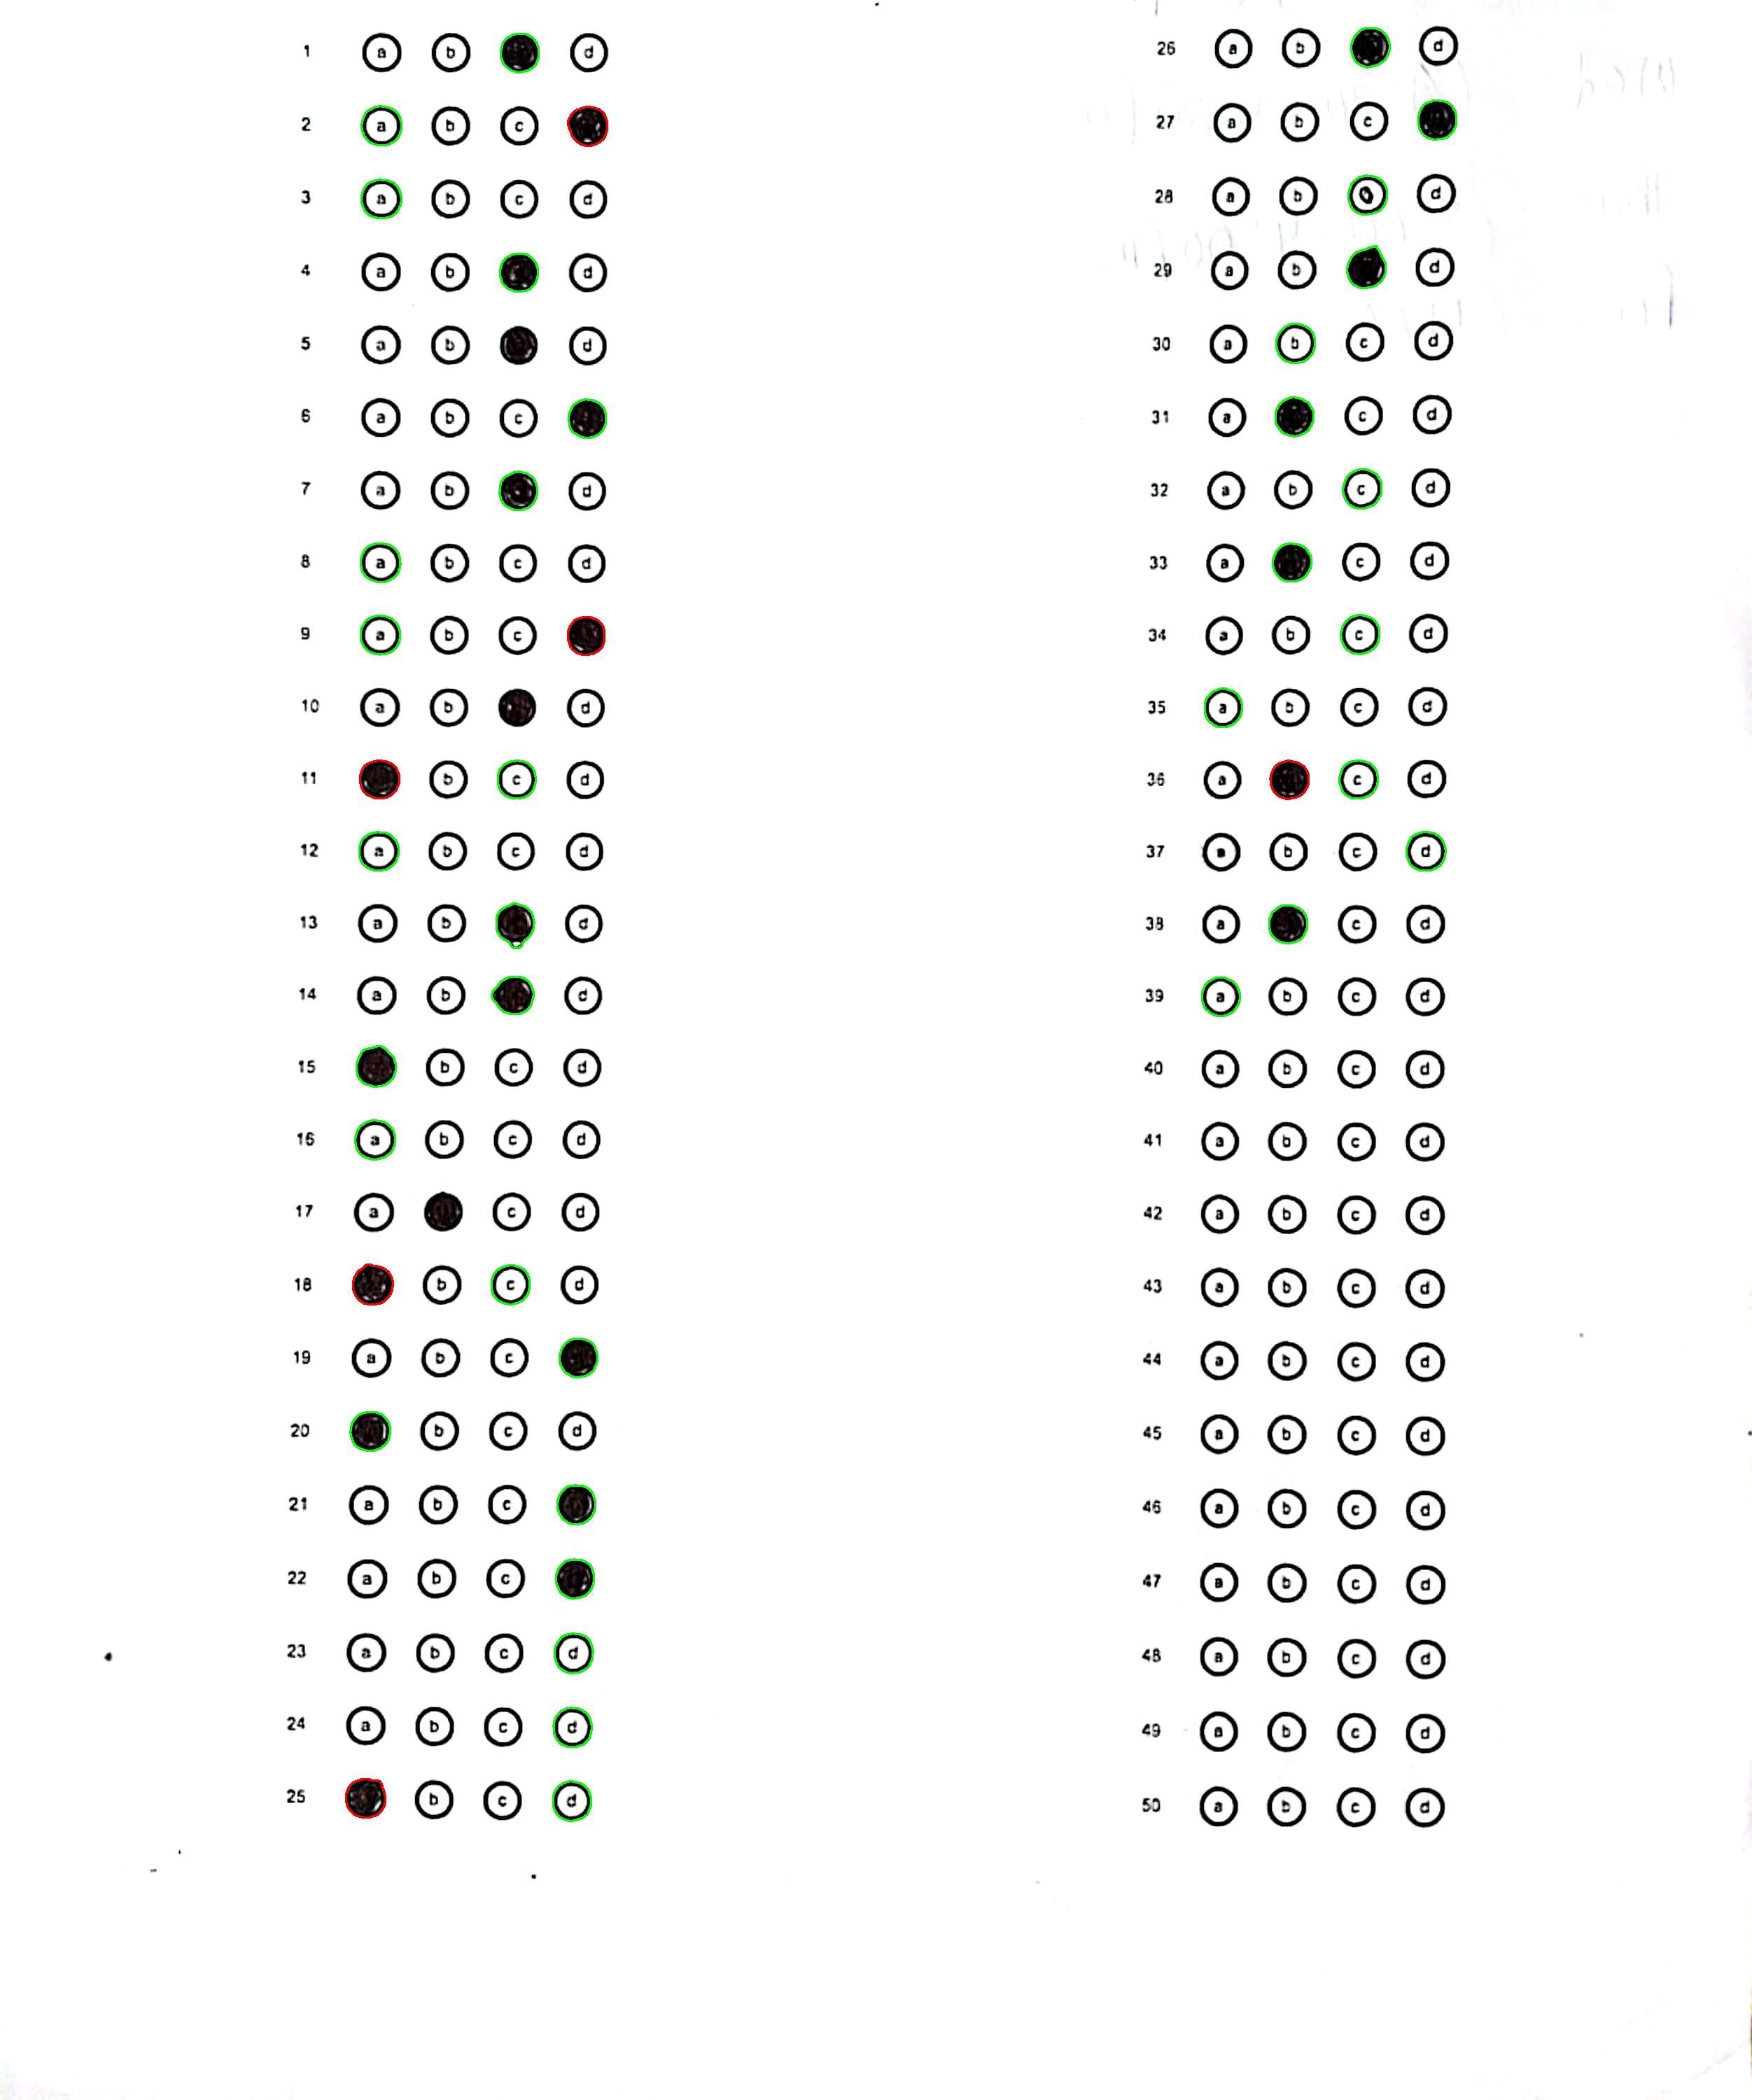 1 a b d
2 a b c
3 a b c d
4 a b d
5 a b d
6 a b c
7 a b d
8 a b c d
9 a b c
10 a b d
11 b c d
12 a b c d
13 a b d
14 a b d
15 b c d
16 a b c d
17 a c d
18 b c d
19 a b c
20 b c d
21 a b c
22 a b c
23 a b c d
24 a b c d
25 b c d
26 a b d
27 a b c
28 a b d
29 a b d
30 a b c d
31 a c d
32 a b c d
33 a c d
34 a b c d
35 a b c d
36 a c d
37 a b c d
38 a c d
39 a b c d
40 a b c d
41 a b c d
42 a b c d
43 a b c d
44 a b c d
45 a b c d
46 a b c d
47 a b c d
48 a b c d
49 a b c d
50 a b c d